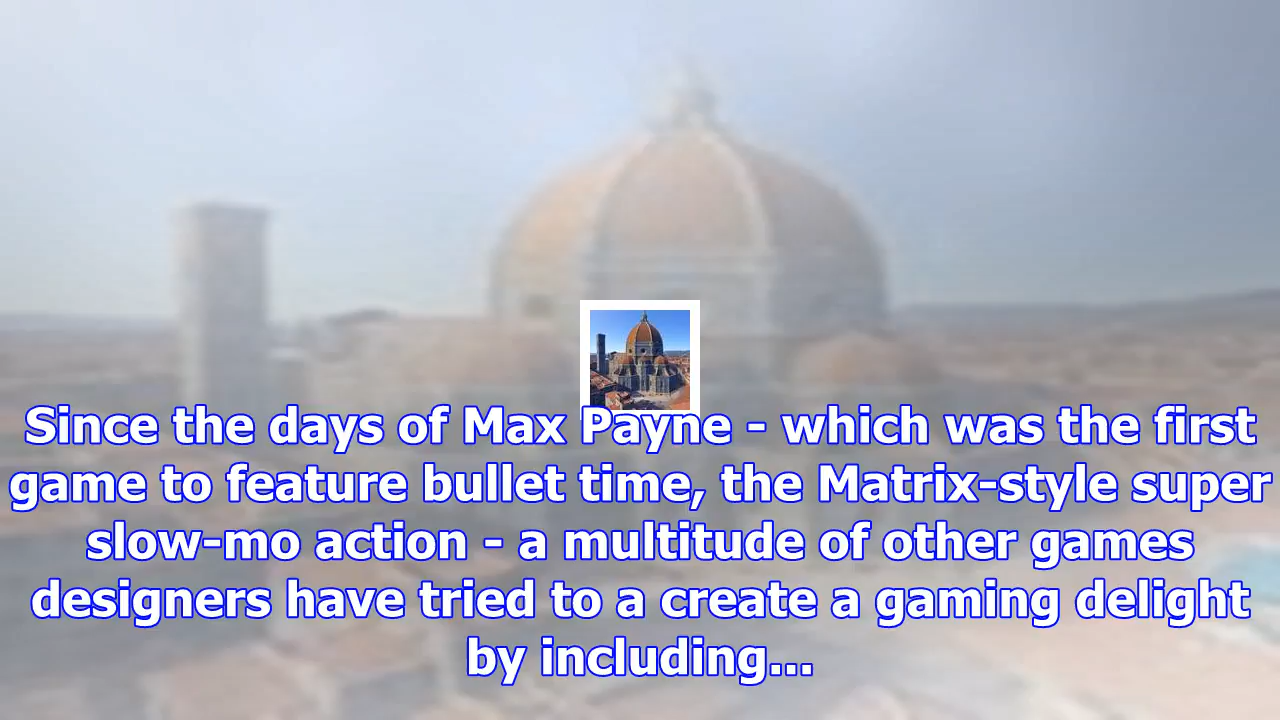 Since the days of Max Payne - which was the first
game to feature bullet time, the Matrix-style super
slow-mo action - a multitude of other games
designers have tried to a create a gaming delight
by including...